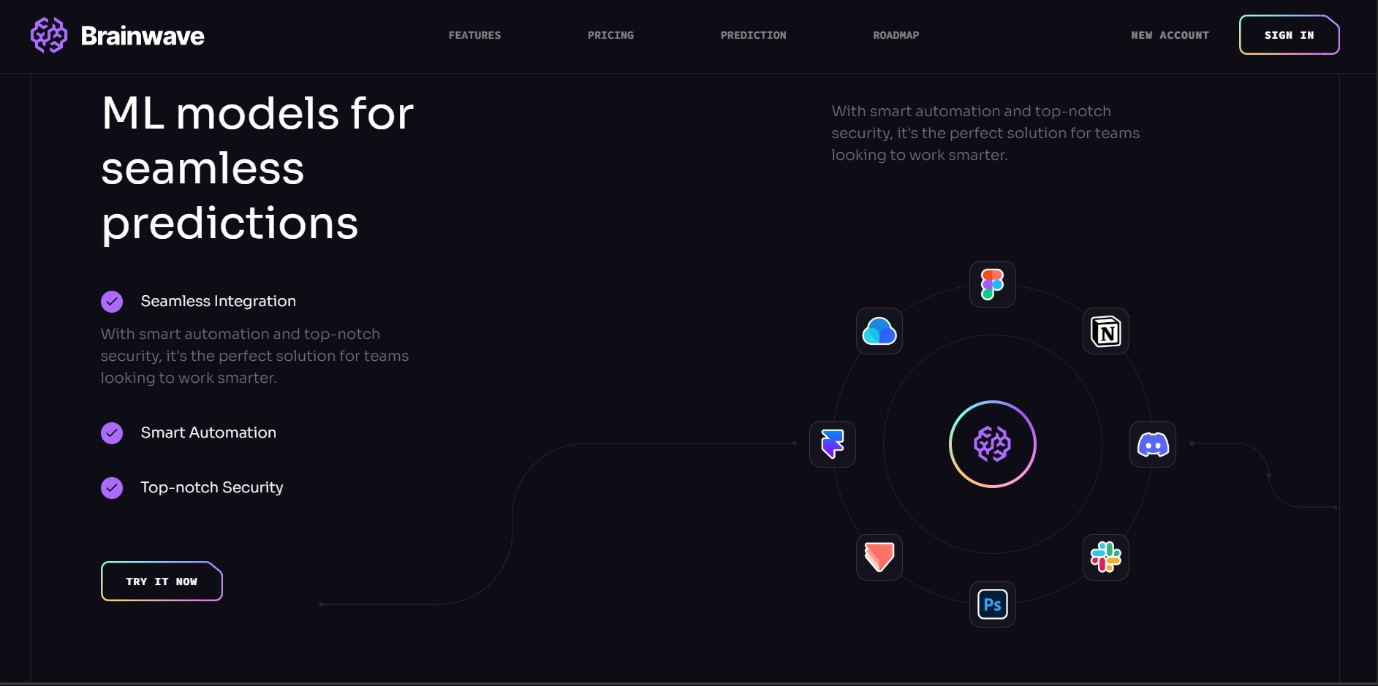 Brainwave
FEATURES
PRICING
PREDICTION
ROADMAP
NEW ACCOUNT
SIGN IN
ML models for
seamless
predictions
Seamless Integration
With smart automation and top-notch
security, it's the perfect solution for teams
looking to work smarter.
Smart Automation
Top-notch Security
TRY IT NOW
With smart automation and top-notch
security, it's the perfect solution for teams
looking to work smarter.
N
Ps